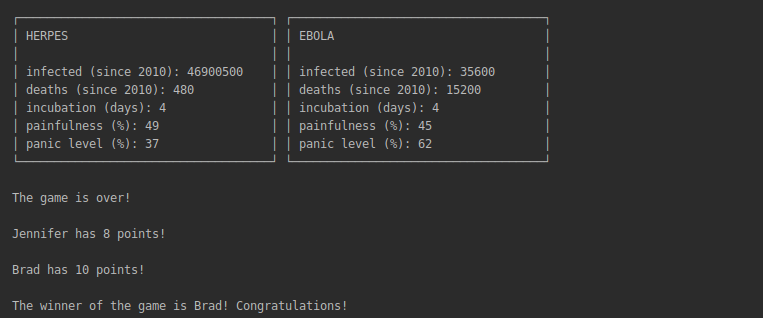 HERPES
infected (since 2010): 46900500
deaths (since 2010): 480
incubation (days): 4
painfulness (%): 49
panic level (%): 37
EBOLA
infected (since 2010): 35600
deaths (since 2010): 15200
incubation (days): 4
painfulness (%): 45
panic level (%): 62
The game is over!
Jennifer has 8 points!
Brad has 10 points!
The winner of the game is Brad! Congratulations!